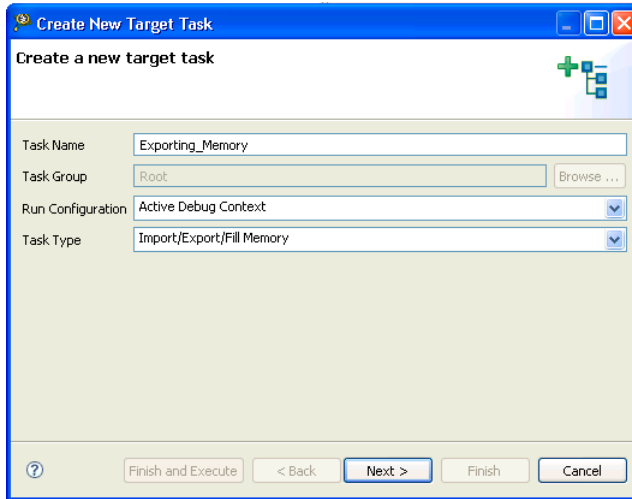 Create New Target Task
Create a new target task
Task Name Exporting_Memory
Task Group Root Browse ...
Run Configuration Active Debug Context
Task Type Import/Export/Fill Memory
? Finish and Execute < Back Next > Finish Cancel